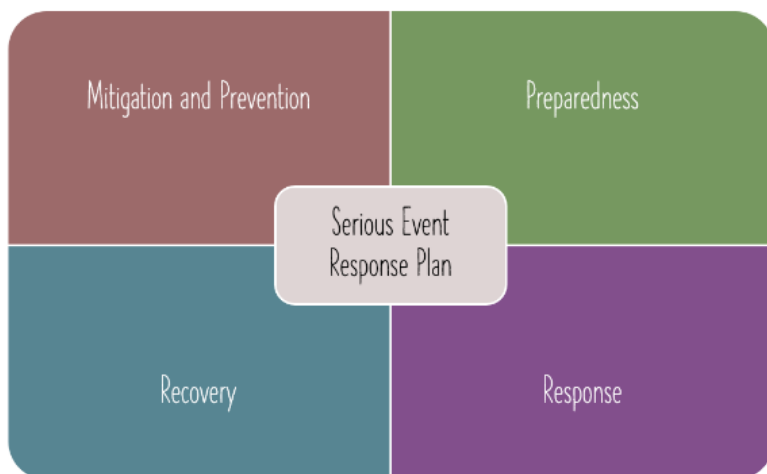 Mitigation and Prevention
Preparedness
Serious Event
Response Plan
Recovery
Response